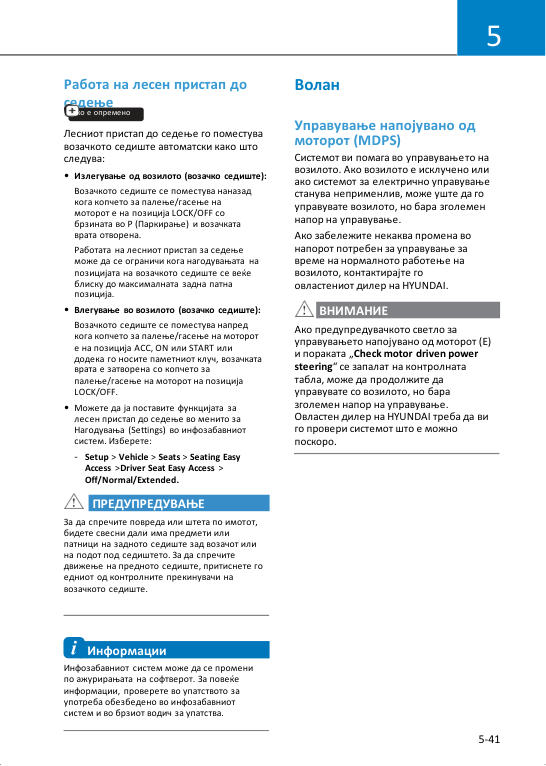 5
Работа на лесен пристап до
седење
ко е опремено
Лесниот пристап до седење го поместува
возачкото седиште автоматски како што
следува:
• Излегување од возилото (возачко седиште):
Возачкото седиште се поместува наназад
кога копчето за палење/гасење на
моторот е на позиција LOCK/OFF со
брзината во P (Паркирање) и возачката
врата отворена.
Работата на лесниот пристап за седење
може да се ограничи кога нагодувањата на
позицијата на возачкото седиште се веќе
блиску до максималната задна патна
позиција.
• Влегување во возилото (возачко седиште):
Возачкото седиште се поместува напред
кога копчето за палење/гасење на моторот
е на позиција ACC, ON или START или
додека го носите паметниот клуч, возачката
врата е затворена со копчето за
палење/гасење на моторот на позиција
LOCK/OFF.
• Можете да ја поставите функцијата за
лесен пристап до седење во менито за
Нагодувања (Settings) во инфозабавниот
систем. Изберете:
- Setup > Vehicle > Seats > Seating Easy
Access >Driver Seat Easy Access >
Off/Normal/Extended.
ПРЕДУПРЕДУВАЊЕ
За да спречите повреда или штета по имотот,
бидете свесни дали има предмети или
патници на задното седиште зад возачот или
на подот под седиштето. За да спречите
движење на предното седиште, притиснете го
едниот од контролните прекинувачи на
возачкото седиште.
i Информации
Инфозабавниот систем може да се промени
по ажурирањата на софтверот. За повеќе
информации, проверете во упатството за
употреба обезбедено во инфозабавниот
систем и во брзиот водич за упатства.
Волан
Управување напојувано од
моторот (MDPS)
Системот ви помага во управувањето на
возилото. Ако возилото е исклучено или
ако системот за електрично управување
станува неприменлив, може уште да го
управувате возилото, но бара зголемен
напор на управување.
Ако забележите некаква промена во
напорот потребен за управување за
време на нормалното работење на
возилото, контактирајте го
овластениот дилер на HYUNDAI.
ВНИМАНИЕ
Ако предупредувачкото светло за
управувањето напојувано од моторот (E)
и пораката „Check motor driven power
steering“ се запалат на контролната
табла, може да продолжите да
управувате со возилото, но бара
зголемен напор на управување.
Овластен дилер на HYUNDAI треба да ви
го провери системот што е можно
поскоро.
5-41